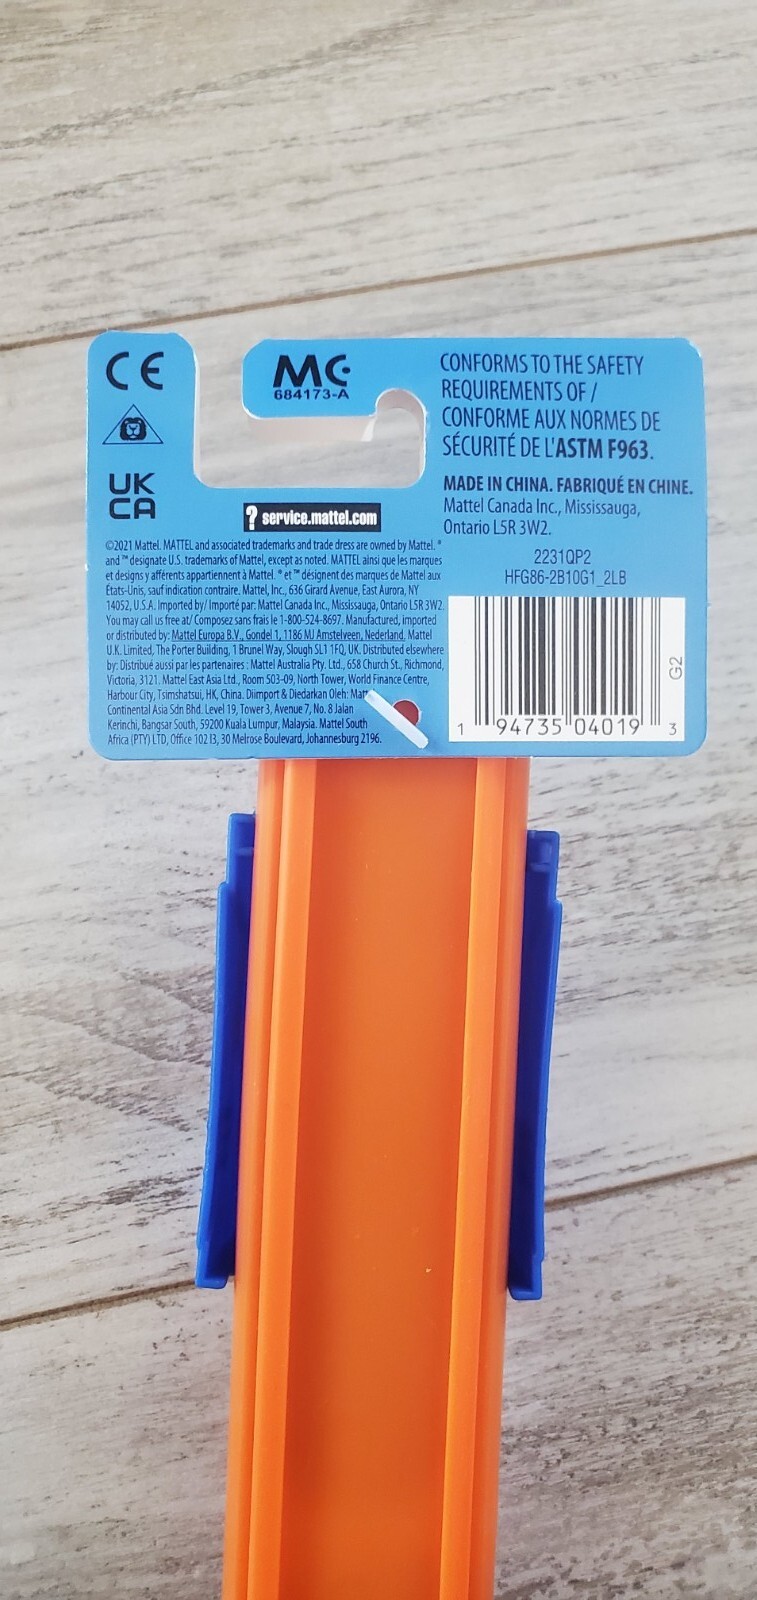 CE
MC
684173-A
UK
CA
CONFORMS TO THE SAFETY
REQUIREMENTS OF /
CONFORME AUX NORMES DE
SÉCURITÉ DE L'ASTM F963.
MADE IN CHINA. FABRIQUÉ EN CHINE.
Mattel Canada Inc., Mississauga,
Ontario L5R 3W2.
2231QP2
HFG86-2B10G1_2LB
? service.mattel.com
©2021 Mattel. MATTEL and associated trademarks and trade dress are owned by Mattel. ®
and ™ designate U.S. trademarks of Mattel, except as noted. MATTEL ainsi que les marques
et designs y afférents appartiennent à Mattel. ® et ™ désignent des marques de Mattel aux
États-Unis, sauf indication contraire. Mattel, Inc., 636 Girard Avenue, East Aurora, NY
14052, U.S.A. Imported by/ Importé par: Mattel Canada Inc., Mississauga, Ontario L5R 3W2.
You may call us free at/ Composez sans frais le 1-800-524-8697. Manufactured, imported
or distributed by: Mattel Europa B.V., Gondel 1, 1186 MJ Amstelveen, Nederland. Mattel
U.K. Limited, The Porter Building, 1 Brunel Way, Slough SL1 1FQ, UK. Distributed elsewhere
by: Distribué aussi par les partenaires : Mattel Australia Pty. Ltd., 658 Church St., Richmond,
Victoria, 3121. Mattel East Asia Ltd., Room 503-09, North Tower, World Finance Centre,
Harbour City, Tsimshatsui, HK, China. Diimport & Diedarkan Oleh:
Continental Asia Sdn Bhd. Level 19, Tower 3, Avenue 7, No. 8 Jalan
Kerinchi, Bangsar South, 59200 Kuala Lumpur, Malaysia. Mattel South
Africa (PTY) LTD, Office 102 I3, 30 Melrose Boulevard, Johannesburg 2196.
G2
1 94735 04019 3